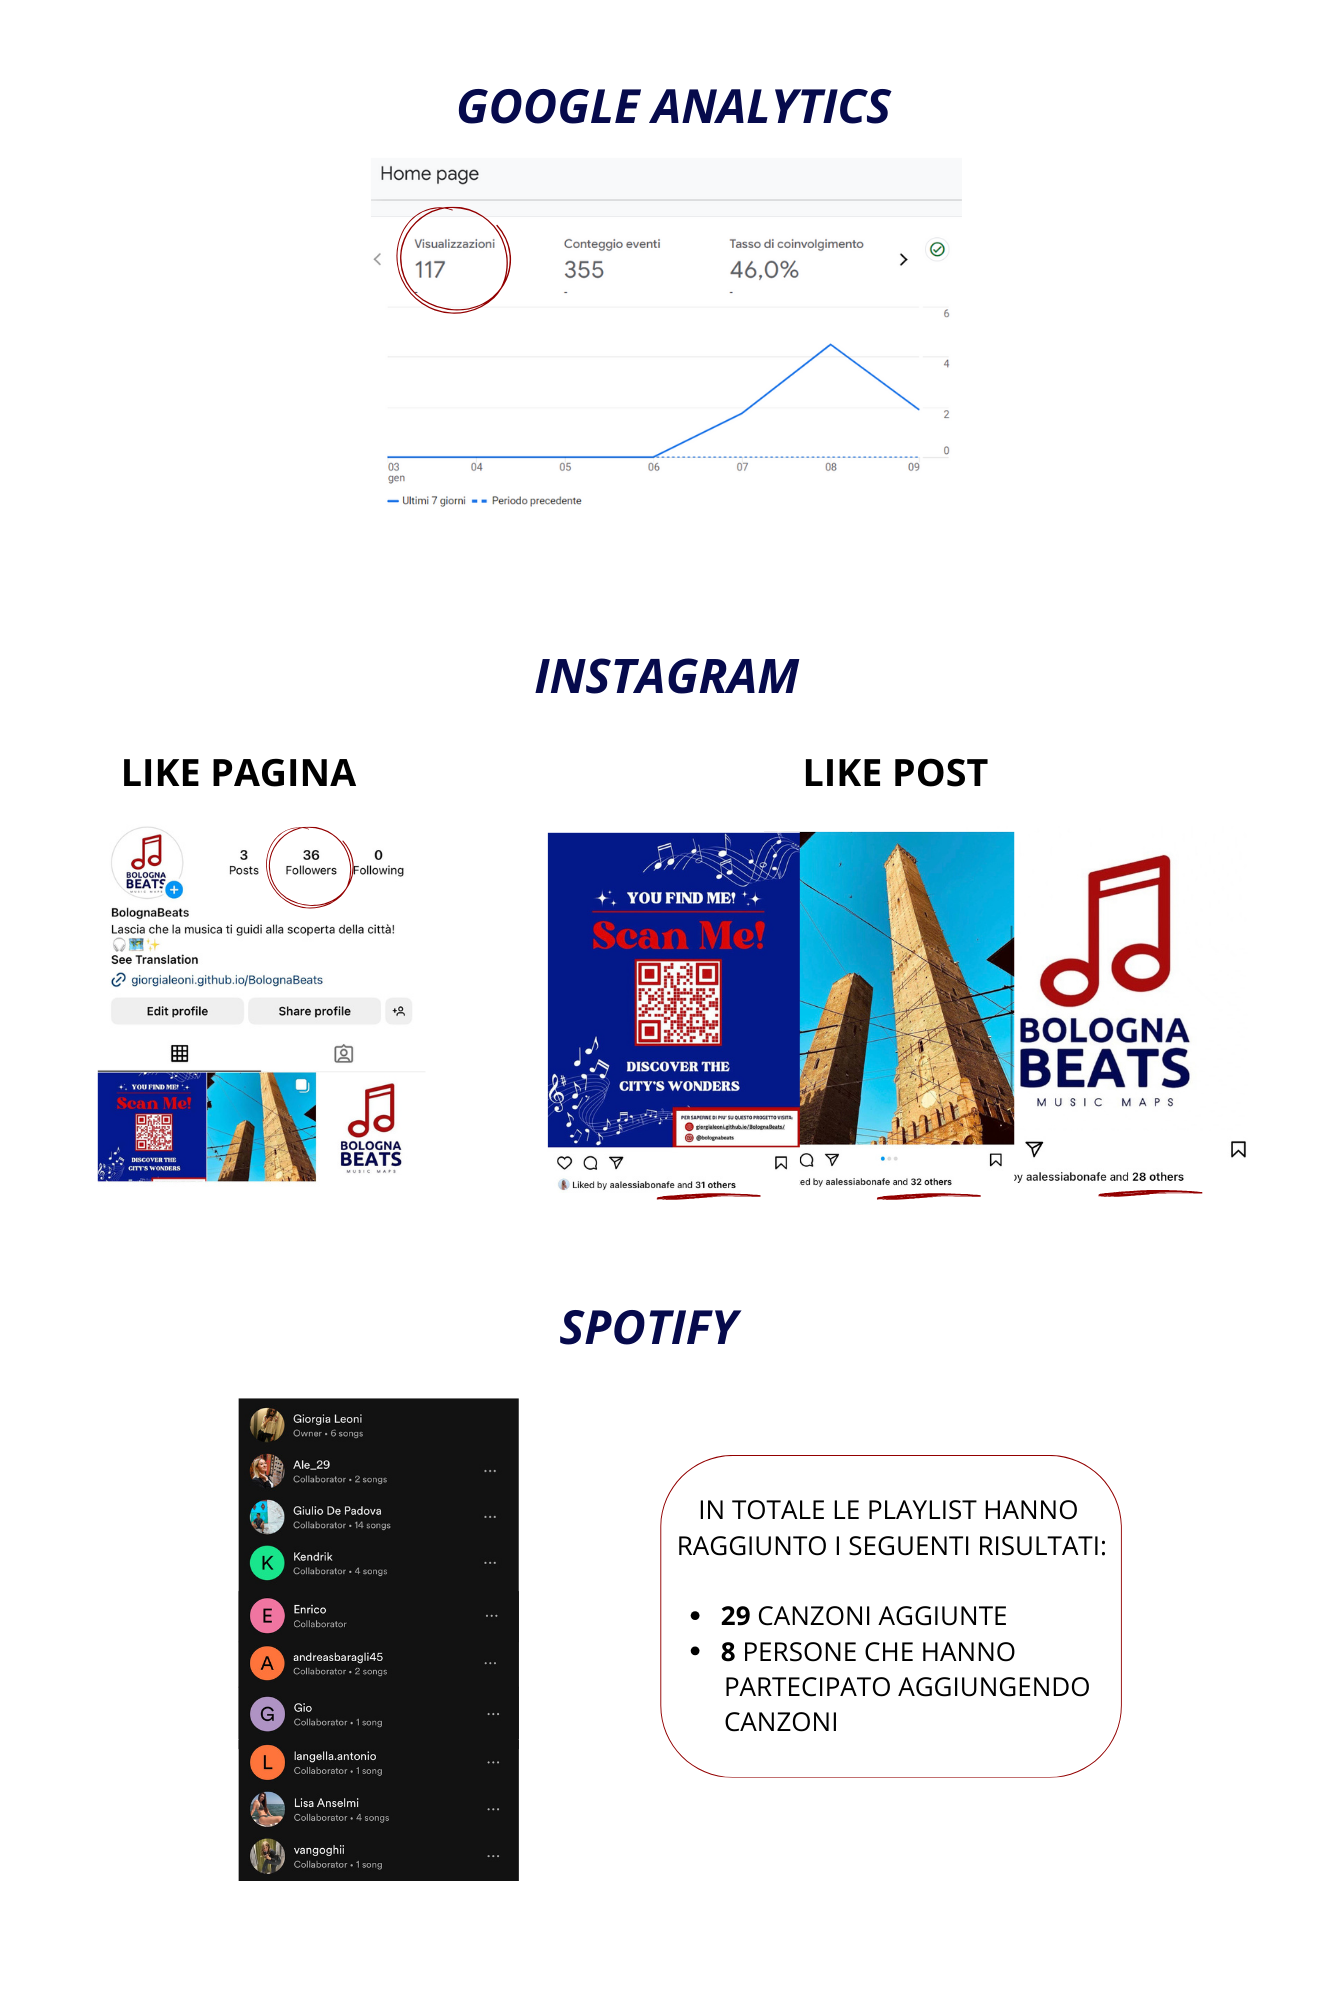 GOOGLE ANALYTICS
Home page
Visualizzazioni
117
-
Conteggio eventi
355
-
Tasso di coinvolgimento
46,0%
-
6
4
2
0
03
gen
04
05
06
07
08
09
Ultimi 7 giorni
Periodo precedente
INSTAGRAM
LIKE PAGINA
BOLOGNA
BEATS
MUSIC MAPS
3
Posts
36
Followers
0
Following
BolognaBeats
Lascia che la musica ti guidi alla scoperta della città!
🎧🗺️✨
See Translation
giorgialeoni.github.io/BolognaBeats
Edit profile
Share profile
YOU FIND ME!
Scan Me!
DISCOVER THE
CITY'S WONDERS
BOLOGNA
BEATS
MUSIC MAPS
LIKE POST
YOU FIND ME!
Scan Me!
DISCOVER THE
CITY'S WONDERS
PER SAPERNE DI PIU' SU QUESTO PROGETTO VISITA:
giorgialeoni.github.io/BolognaBeats/
@bolognabeats
Liked by aalessiabonafe and 31 others
ed by aalessiabonafe and 32 others
BOLOGNA
BEATS
MUSIC MAPS
by aalessiabonafe and 28 others
SPOTIFY
Giorgia Leoni
Owner • 6 songs
Ale_29
Collaborator • 2 songs
Giulio De Padova
Collaborator • 14 songs
K
Kendrik
Collaborator • 4 songs
E
Enrico
Collaborator
A
andreasbaragli45
Collaborator • 2 songs
G
Gio
Collaborator • 1 song
L
langella.antonio
Collaborator • 1 song
Lisa Anselmi
Collaborator • 4 songs
vangoghii
Collaborator • 1 song
IN TOTALE LE PLAYLIST HANNO
RAGGIUNTO I SEGUENTI RISULTATI:
• 29 CANZONI AGGIUNTE
• 8 PERSONE CHE HANNO
PARTECIPATO AGGIUNGENDO
CANZONI